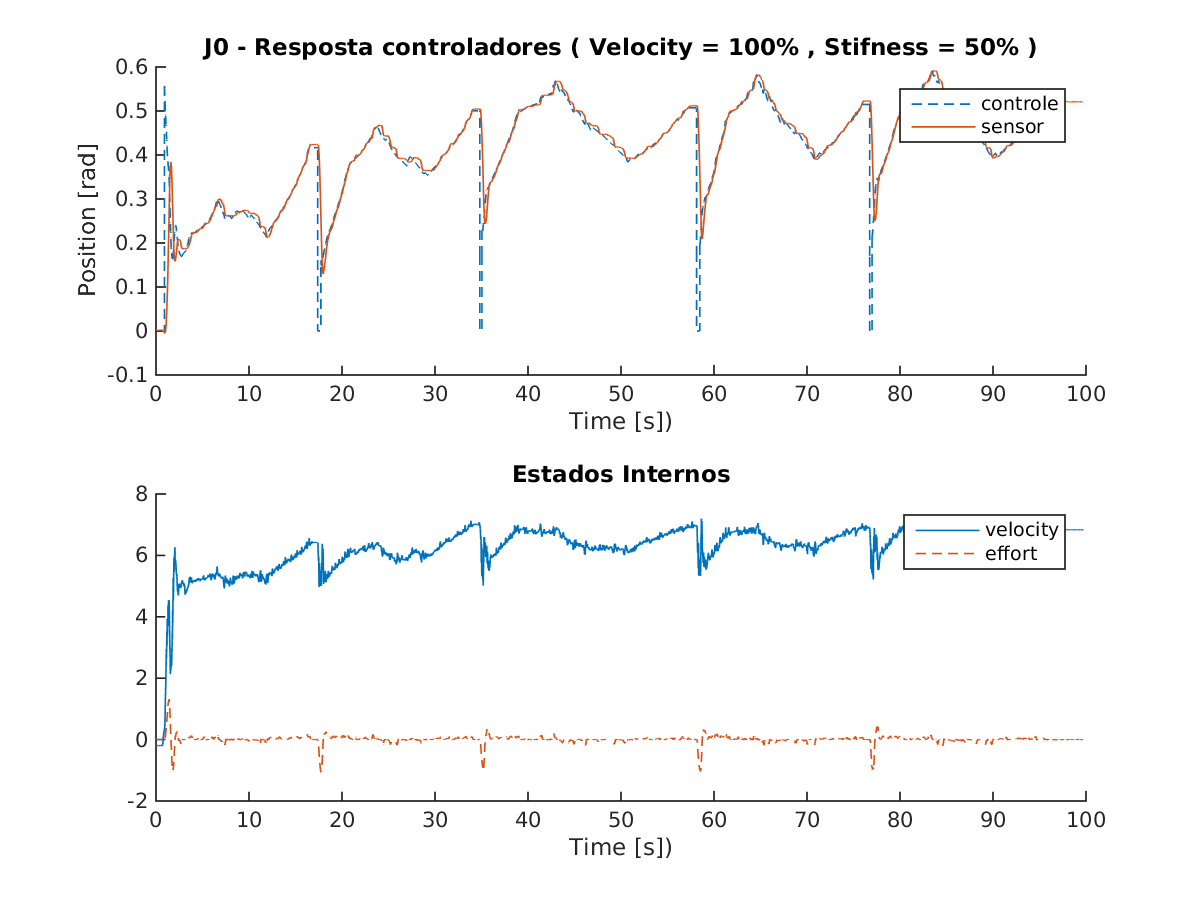 J0 - Resposta controladores ( Velocity = 100% , Stifness = 50% )
0.6
0.5
0.4
0.3
0.2
0.1
0
-0.1
Position [rad]
controle
sensor
0 10 20 30 40 50 60 70 80 90 100
Time [s])
Estados Internos
8
6
4
2
0
-2
velocity
effort
0 10 20 30 40 50 60 70 80 90 100
Time [s])